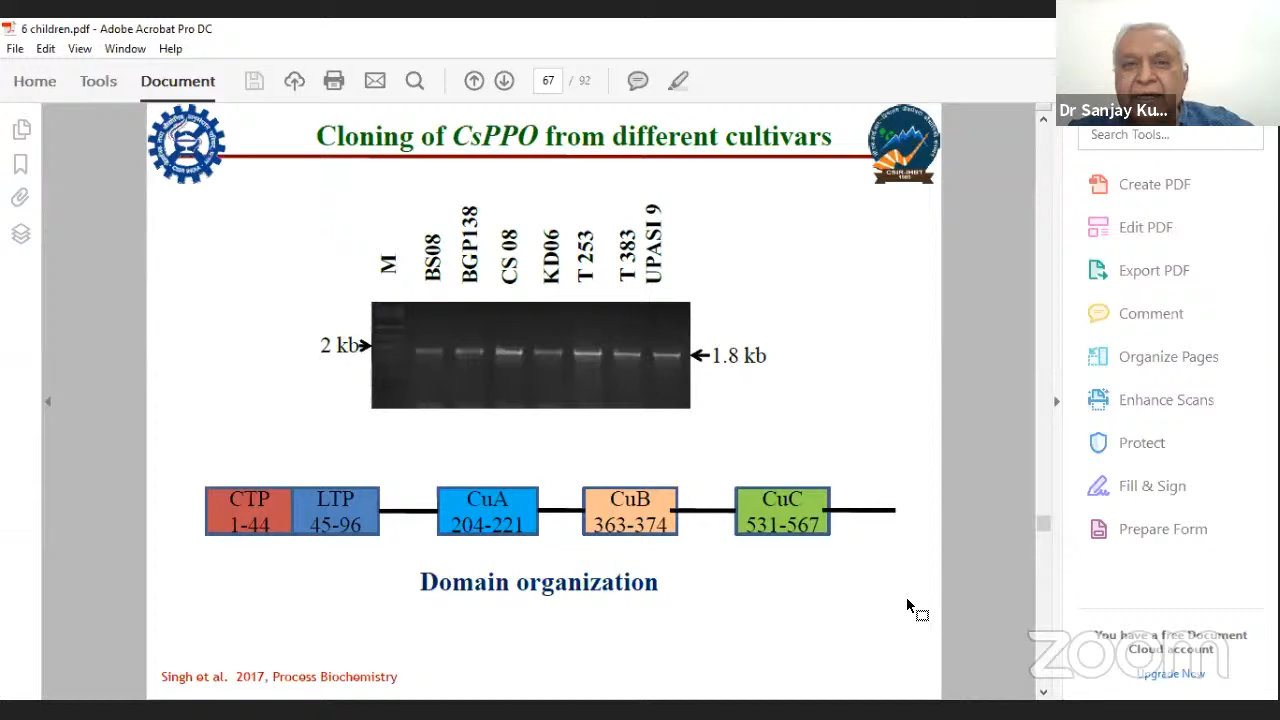 6 children.pdf - Adobe Acrobat Pro DC
File Edit View Window Help
Home Tools Document 67 / 92
Dr Sanjay Ku...
Search Tools...
Cloning of CsPPO from different cultivars
CSIR-IHBT
M BS08 BGP138 CS 08 KD06 T 253 T 383 UPASI 9
2 kb
1.8 kb
CTP LTP CuA CuB CuC
1-44 45-96 204-221 363-374 531-567
Domain organization
Singh et al. 2017, Process Biochemistry
Create PDF
Edit PDF
Export PDF
Comment
Organize Pages
Enhance Scans
Protect
Fill & Sign
Prepare Form
You have a free Document
Cloud account
Upgrade Now
zoom